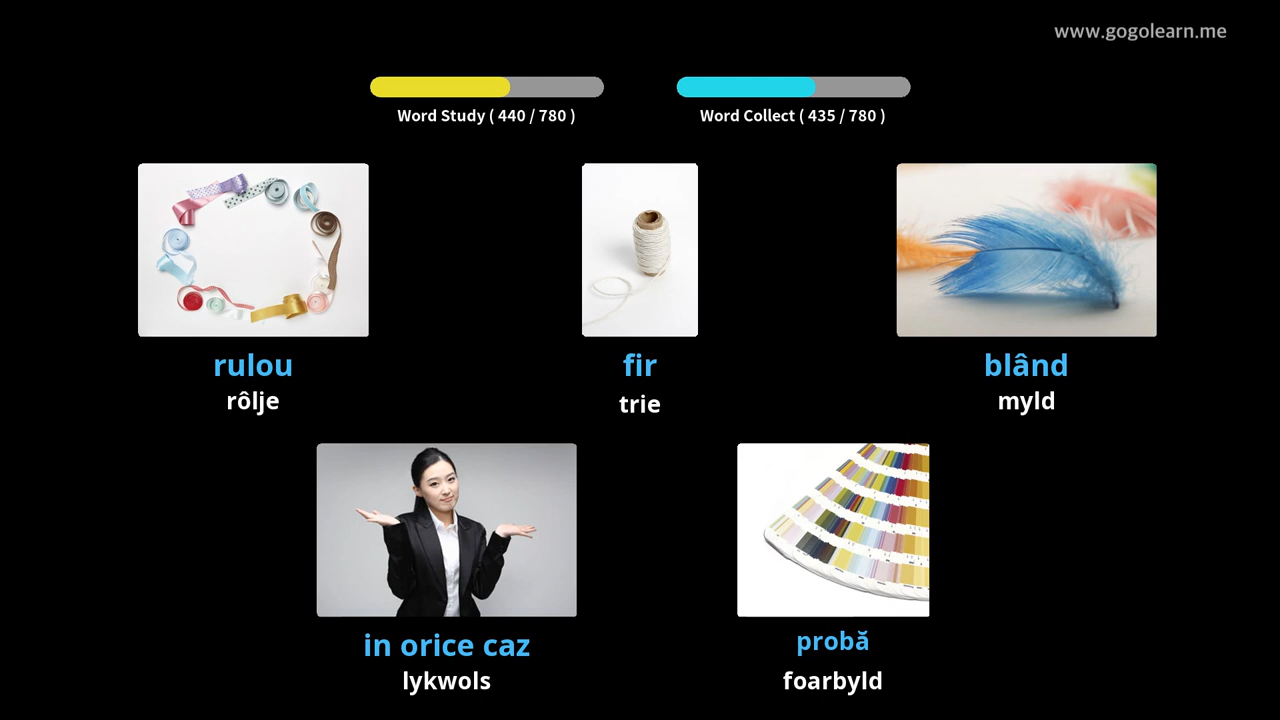 www.gogolearn.me
Word Study ( 440 / 780 )
Word Collect ( 435 / 780 )
rulou
rôlje
fir
trie
blând
myld
in orice caz
lykwols
probă
foarbyld